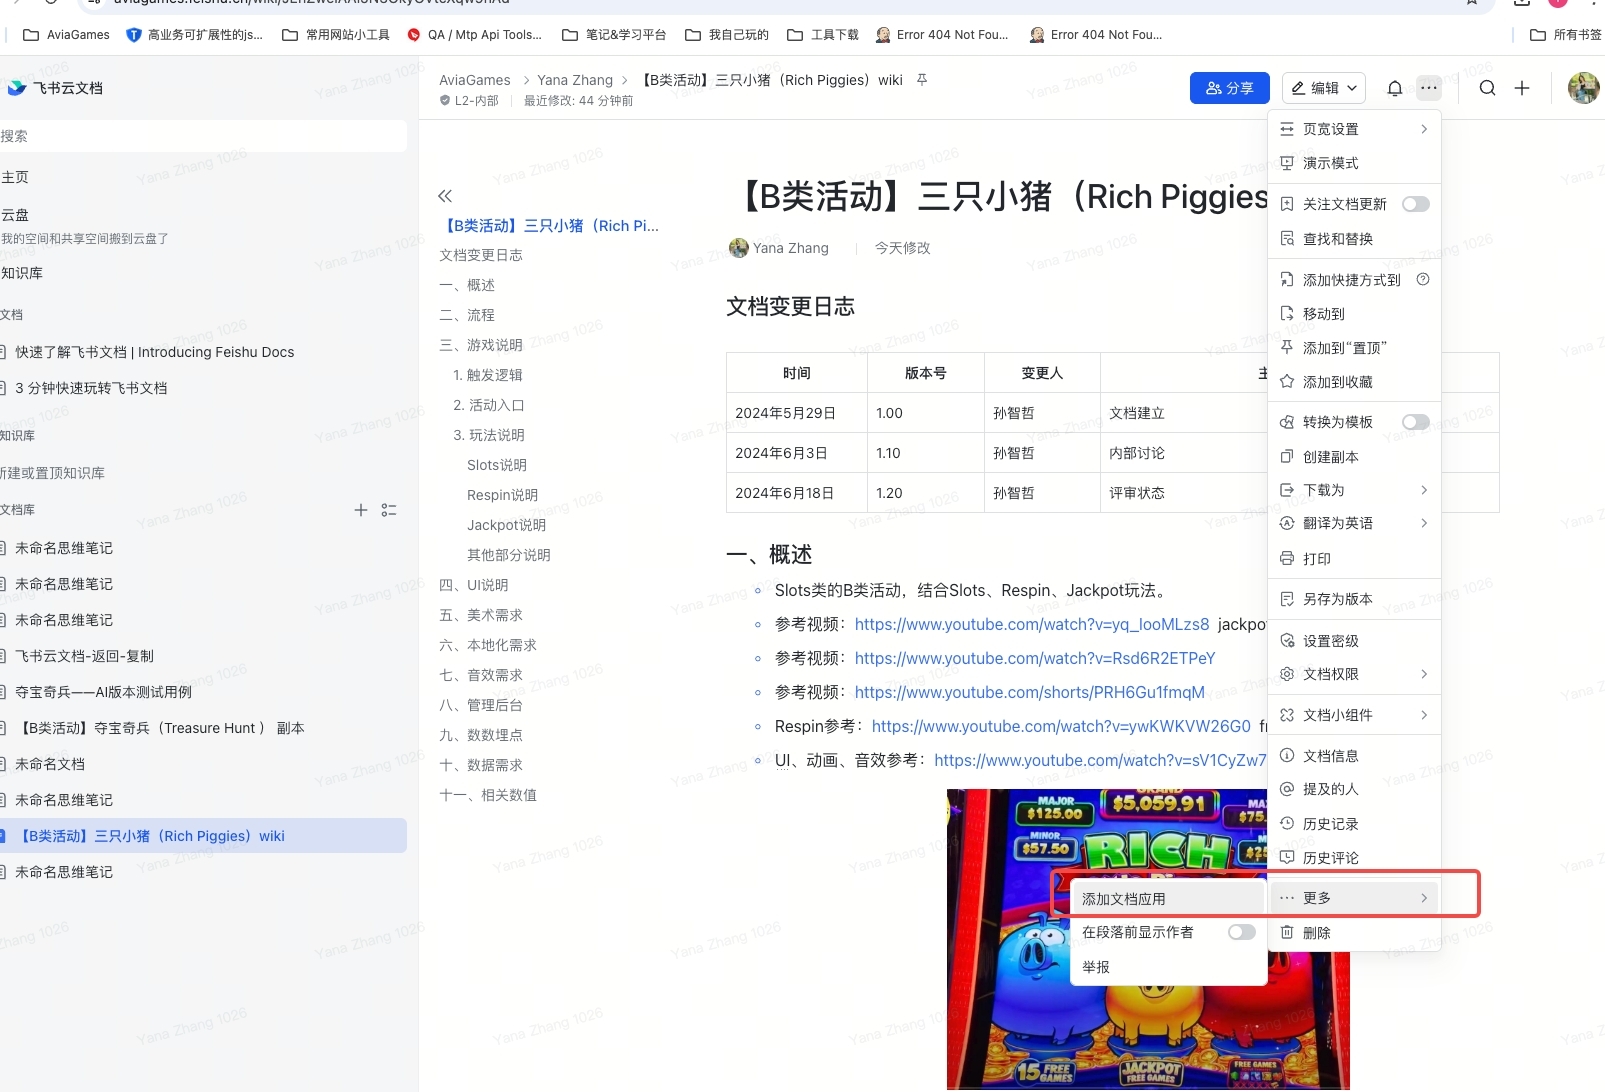 AviaGames
高业务可扩展性的js...
常用网站小工具
QA / Mtp Api Tools...
笔记&学习平台
我自己玩的
工具下载
Error 404 Not Fou...
Error 404 Not Fou...
所有书签
飞书云文档
搜索
主页
云盘
我的空间和共享空间搬到云盘了
知识库
文档
快速了解飞书文档 | Introducing Feishu Docs
3 分钟快速玩转飞书文档
知识库
新建或置顶知识库
文档库
未命名思维笔记
未命名思维笔记
未命名思维笔记
飞书云文档-返回-复制
夺宝奇兵——AI版本测试用例
【B类活动】夺宝奇兵（Treasure Hunt ） 副本
未命名文档
未命名思维笔记
【B类活动】三只小猪（Rich Piggies）wiki
未命名思维笔记
AviaGames
Yana Zhang
【B类活动】三只小猪（Rich Piggies）wiki
L2-内部
最近修改: 44 分钟前
分享
编辑
【B类活动】三只小猪（Rich Pi...
文档变更日志
一、概述
二、流程
三、游戏说明
1. 触发逻辑
2. 活动入口
3. 玩法说明
Slots说明
Respin说明
Jackpot说明
其他部分说明
四、UI说明
五、美术需求
六、本地化需求
七、音效需求
八、管理后台
九、数数埋点
十、数据需求
十一、相关数值
【B类活动】三只小猪（Rich Piggies
Yana Zhang
今天修改
文档变更日志
时间 版本号 变更人 主
2024年5月29日 1.00 孙智哲 文档建立
2024年6月3日 1.10 孙智哲 内部讨论
2024年6月18日 1.20 孙智哲 评审状态
一、概述
Slots类的B类活动，结合Slots、Respin、Jackpot玩法。
参考视频：https://www.youtube.com/watch?v=yq_looMLzs8 jackpo
参考视频：https://www.youtube.com/watch?v=Rsd6R2ETPeY
参考视频：https://www.youtube.com/shorts/PRH6Gu1fmqM
Respin参考：https://www.youtube.com/watch?v=ywKWKVW26G0
UI、动画、音效参考：https://www.youtube.com/watch?v=sV1CyZw7
MAJOR
$125.00
GRAND
$5,059.91
$75.
MINOR
$57.50
RICH
15 FREE GAMES
JACKPOT
FREE GAMES
FREE GAMES
页宽设置
演示模式
关注文档更新
查找和替换
添加快捷方式到
移动到
添加到“置顶”
添加到收藏
转换为模板
创建副本
下载为
翻译为英语
打印
另存为版本
设置密级
文档权限
文档小组件
文档信息
提及的人
历史记录
历史评论
更多
删除
添加文档应用
在段落前显示作者
举报
Yana Zhang 1026